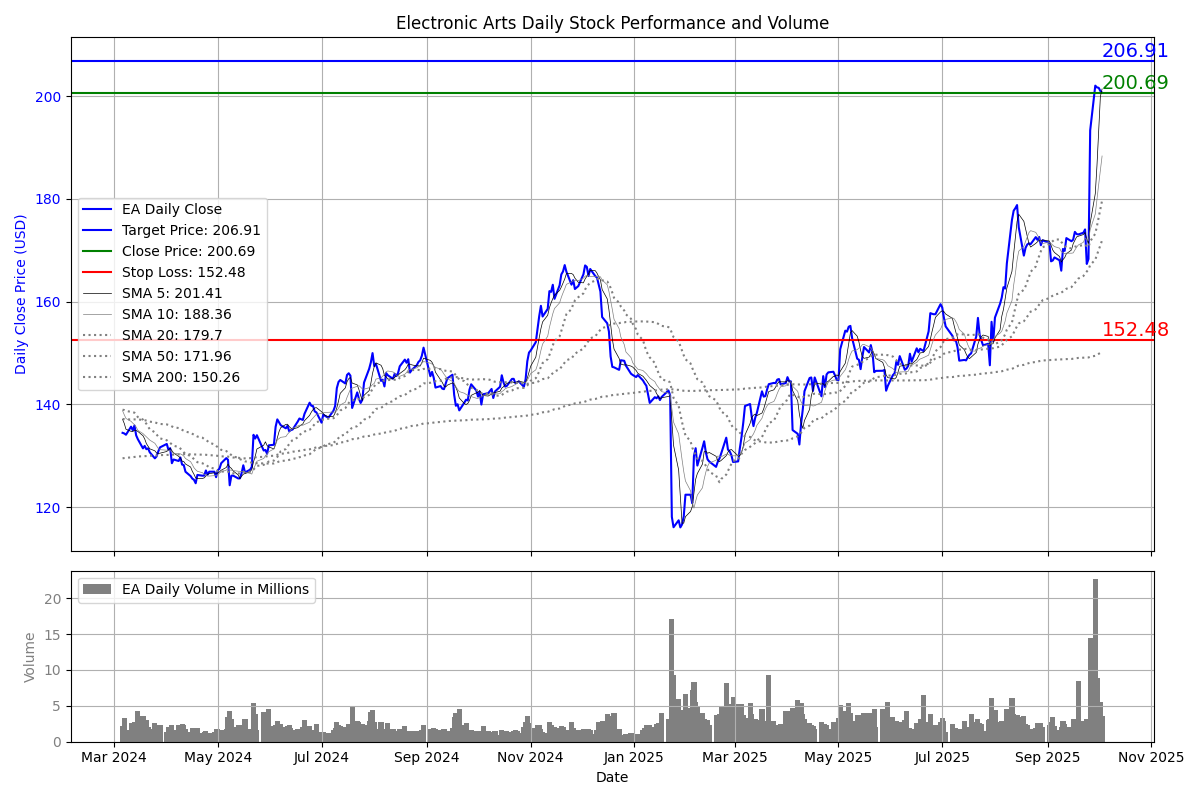 Electronic Arts Daily Stock Performance and Volume
206.91
200.69
152.48
Daily Close Price (USD)
200
180
160
140
120
EA Daily Close
Target Price: 206.91
Close Price: 200.69
Stop Loss: 152.48
SMA 5: 201.41
SMA 10: 188.36
SMA 20: 179.7
SMA 50: 171.96
SMA 200: 150.26
EA Daily Volume in Millions
Volume
20
15
10
5
0
Mar 2024 May 2024 Jul 2024 Sep 2024 Nov 2024 Jan 2025 Mar 2025 May 2025 Jul 2025 Sep 2025 Nov 2025
Date